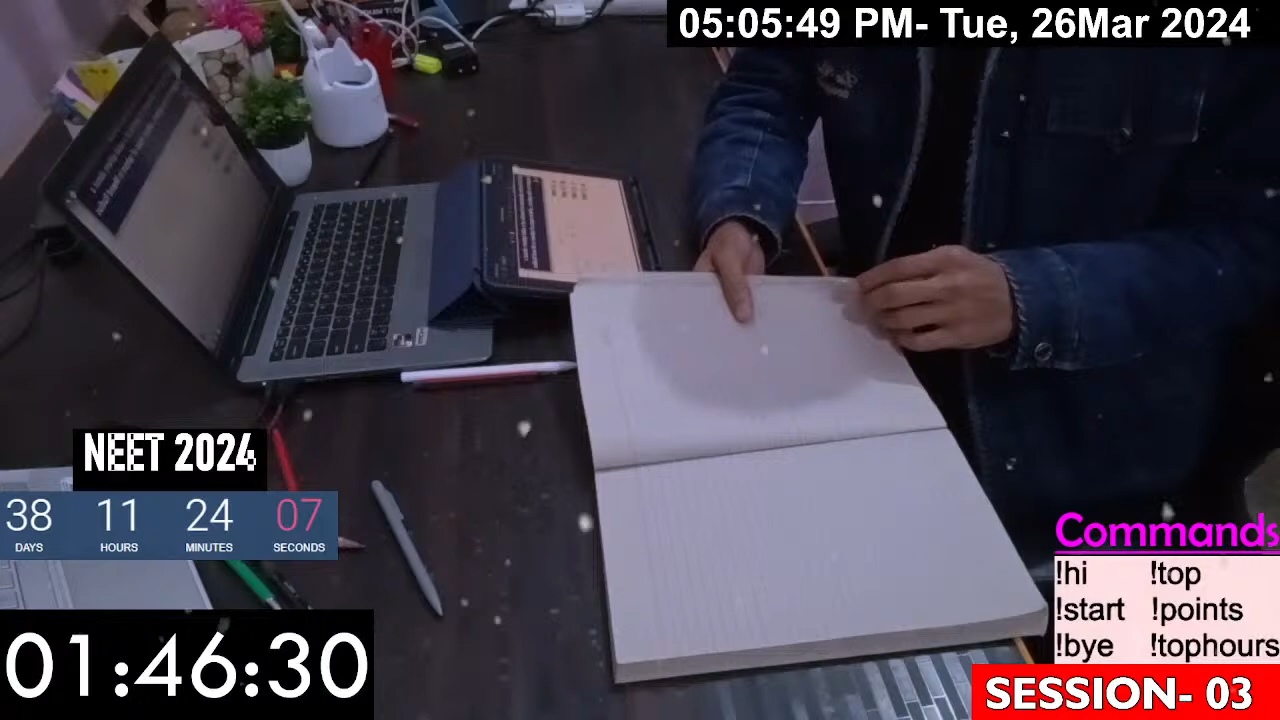 05:05:49 PM- Tue, 26Mar 2024
NEET 2024
38 11 24 07
DAYS HOURS MINUTES SECONDS
01:46:30
Commands
!hi !top
!start !points
!bye !tophours
SESSION- 03